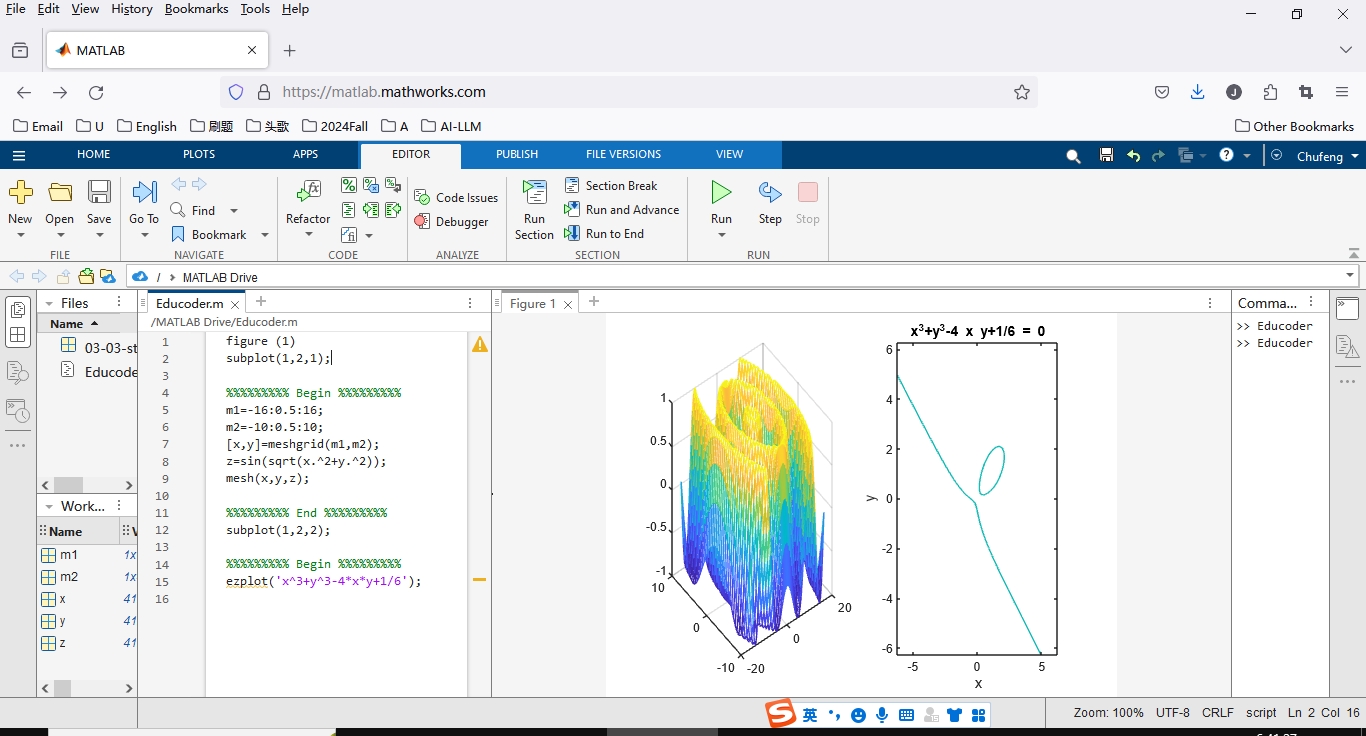 File Edit View History Bookmarks Tools Help
MATLAB
https://matlab.mathworks.com
J
Email U English 刷题 头歌 2024Fall A AI-LLM Other Bookmarks
HOME PLOTS APPS EDITOR PUBLISH FILE VERSIONS VIEW Chufeng
New Open Save Go To Find Bookmark Refactor Code Issues Debugger Run Section Section Break Run and Advance Run to End Run Step Stop
FILE NAVIGATE CODE ANALYZE SECTION RUN
/ MATLAB Drive
Files
Name
03-03-st
Educode
Work...
Name V
m1 1x
m2 1x
x 41
y 41
z 41
Educoder.m
/MATLAB Drive/Educoder.m
1 figure (1)
2 subplot(1,2,1);
3
4 %%%%%%%%% Begin %%%%%%%%%
5 m1=-16:0.5:16;
6 m2=-10:0.5:10;
7 [x,y]=meshgrid(m1,m2);
8 z=sin(sqrt(x.^2+y.^2));
9 mesh(x,y,z);
10
11 %%%%%%%%% End %%%%%%%%%
12 subplot(1,2,2);
13
14 %%%%%%%%% Begin %%%%%%%%%
15 ezplot('x^3+y^3-4*x*y+1/6');
16
Figure 1
1
0.5
0
-0.5
-1
10
0
-10
-20
0
20
x³+y³-4 x y+1/6 = 0
6
4
2
0
-2
-4
-6
y
-5 0 5
x
Comma...
>> Educoder
>> Educoder
英
Zoom: 100% UTF-8 CRLF script Ln 2 Col 16